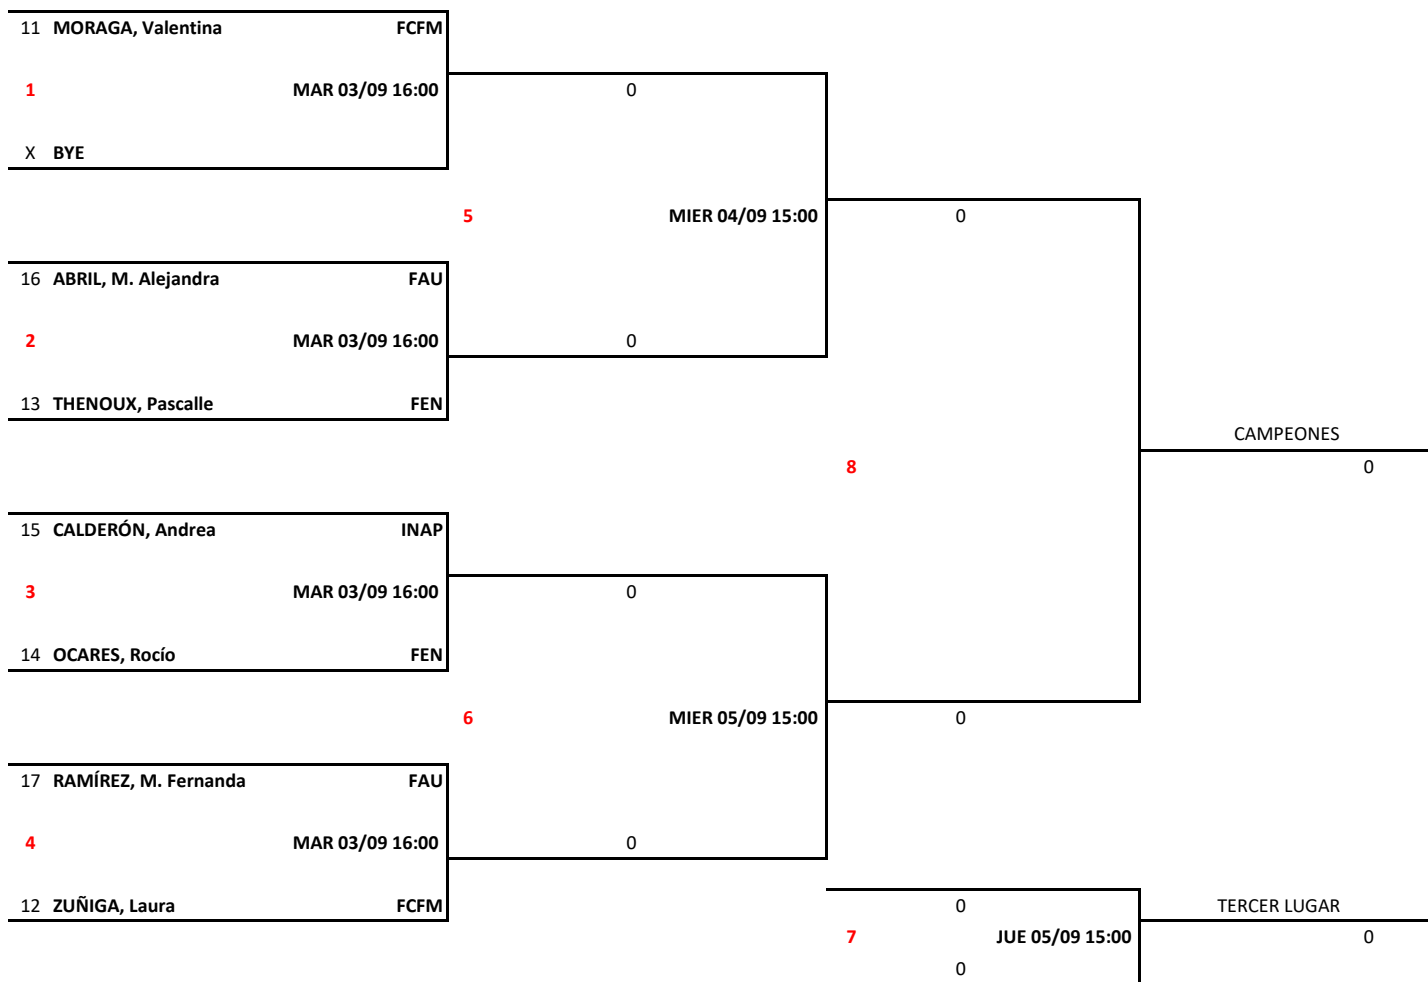 11 MORAGA, Valentina FCFM
1 MAR 03/09 16:00 0
X BYE
5 MIER 04/09 15:00 0
16 ABRIL, M. Alejandra FAU
2 MAR 03/09 16:00 0
13 THENOUX, Pascalle FEN
CAMPEONES
8 0
15 CALDERÓN, Andrea INAP
3 MAR 03/09 16:00 0
14 OCARES, Rocío FEN
6 MIER 05/09 15:00 0
17 RAMÍREZ, M. Fernanda FAU
4 MAR 03/09 16:00 0
12 ZUÑIGA, Laura FCFM 0 TERCER LUGAR
7 JUE 05/09 15:00 0
0